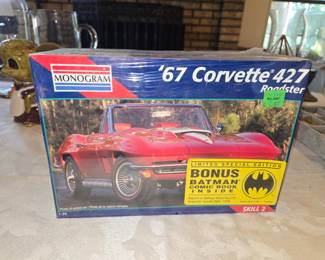 MONOGRAM
'67 Corvette 427
Roadster
LIMITED SPECIAL EDITION
BONUS
BATMAN
COMIC BOOK
INSIDE
SKILL 2